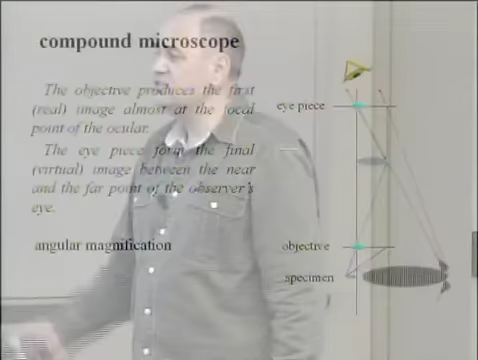 compound microscope
The objective produces the first
(real) image almost at the focal
point of the ocular.
The eye piece form the final
(virtual) image between the near
and the far point of the observer's
eye.
angular magnification
eye piece
objective
specimen